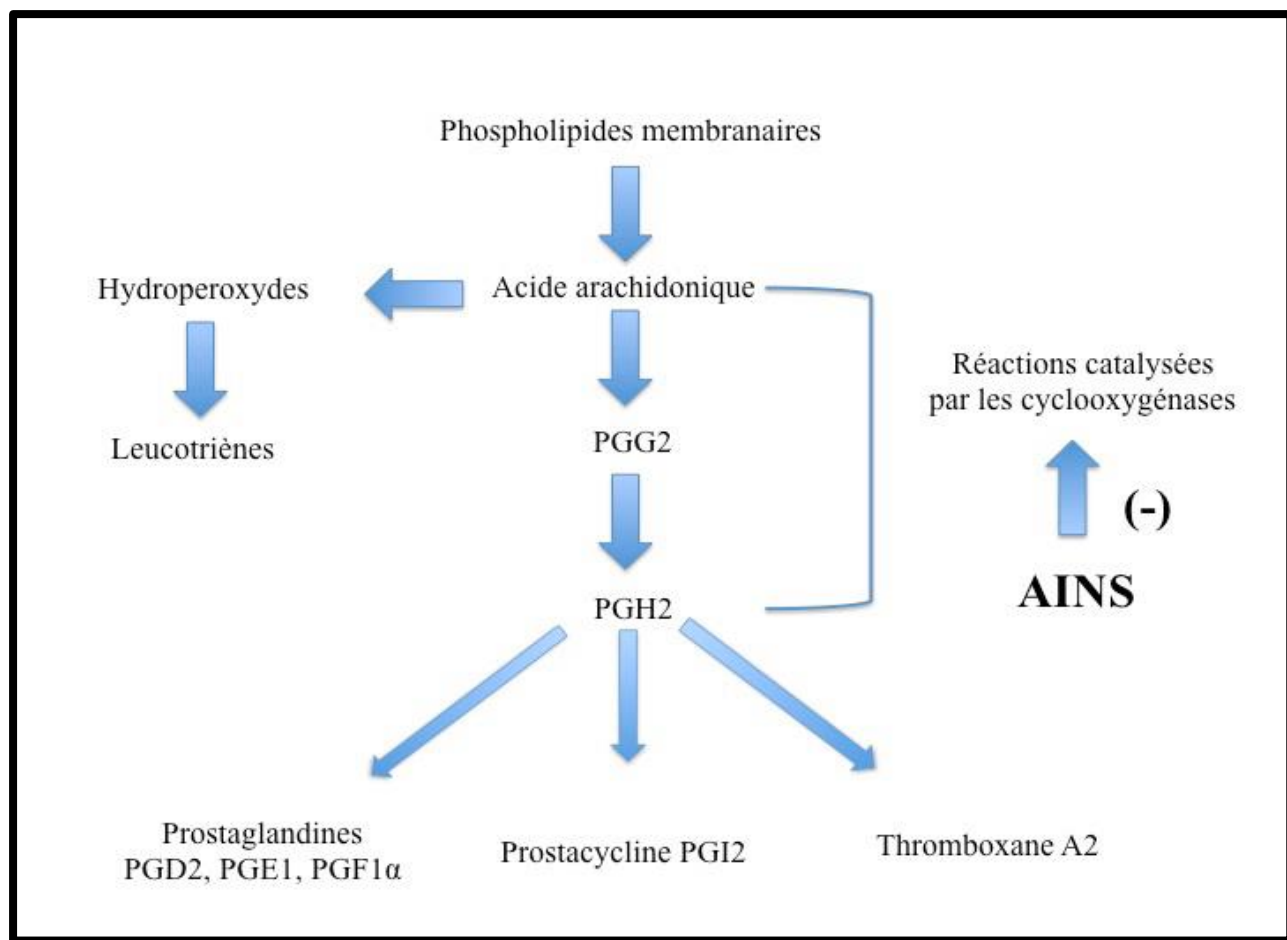 Phospholipides membranaires
Hydroperoxydes
Acide arachidonique
Réactions catalysées
par les cyclooxygénases
Leucotriènes
PGG2
(-)
AINS
PGH2
Prostaglandines
PGD2, PGE1, PGF1α
Prostacycline PGI2
Thromboxane A2